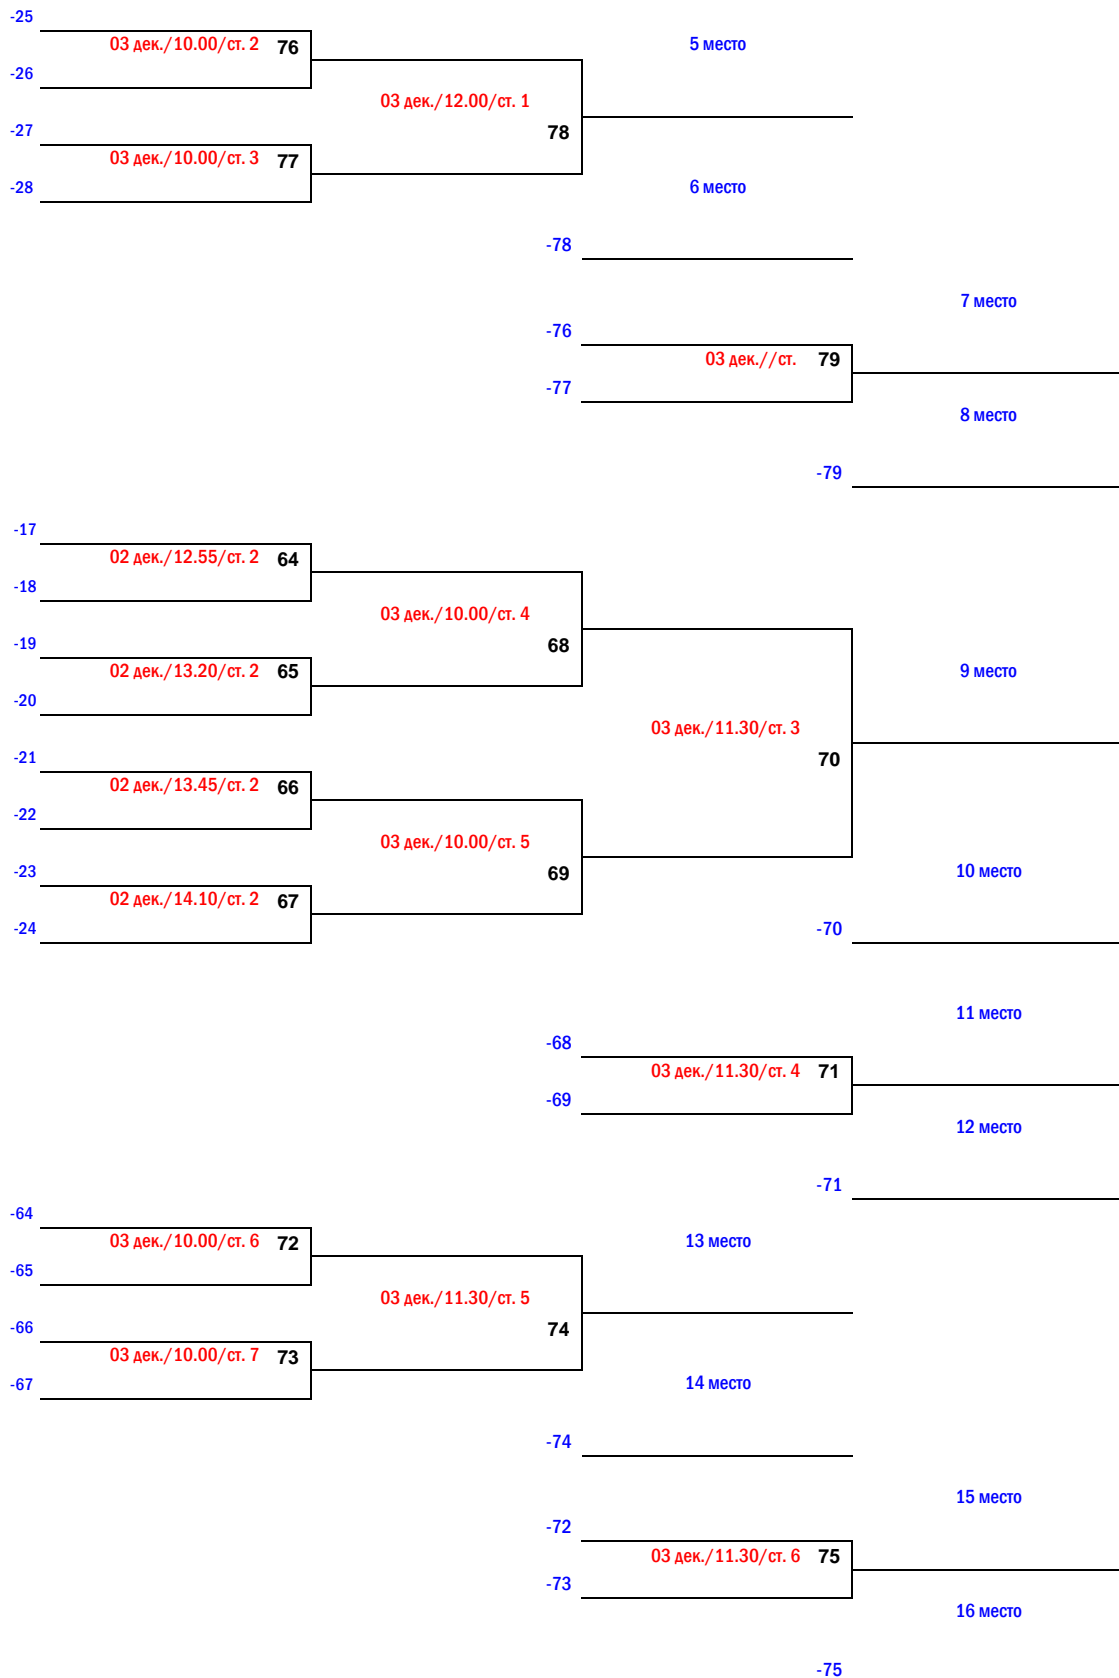 -25
03 дек./10.00/ст. 2 76
5 место
-26
03 дек./12.00/ст. 1
78
-27
03 дек./10.00/ст. 3 77
-28
6 место
-78
7 место
-76
03 дек.//ст. 79
-77
8 место
-79
-17
02 дек./12.55/ст. 2 64
-18
03 дек./10.00/ст. 4
68
-19
02 дек./13.20/ст. 2 65
9 место
-20
03 дек./11.30/ст. 3
70
-21
02 дек./13.45/ст. 2 66
-22
03 дек./10.00/ст. 5
69
-23
10 место
02 дек./14.10/ст. 2 67
-24
-70
11 место
-68
03 дек./11.30/ст. 4 71
-69
12 место
-71
-64
03 дек./10.00/ст. 6 72
13 место
-65
03 дек./11.30/ст. 5
74
-66
03 дек./10.00/ст. 7 73
-67
14 место
-74
15 место
-72
03 дек./11.30/ст. 6 75
-73
16 место
-75